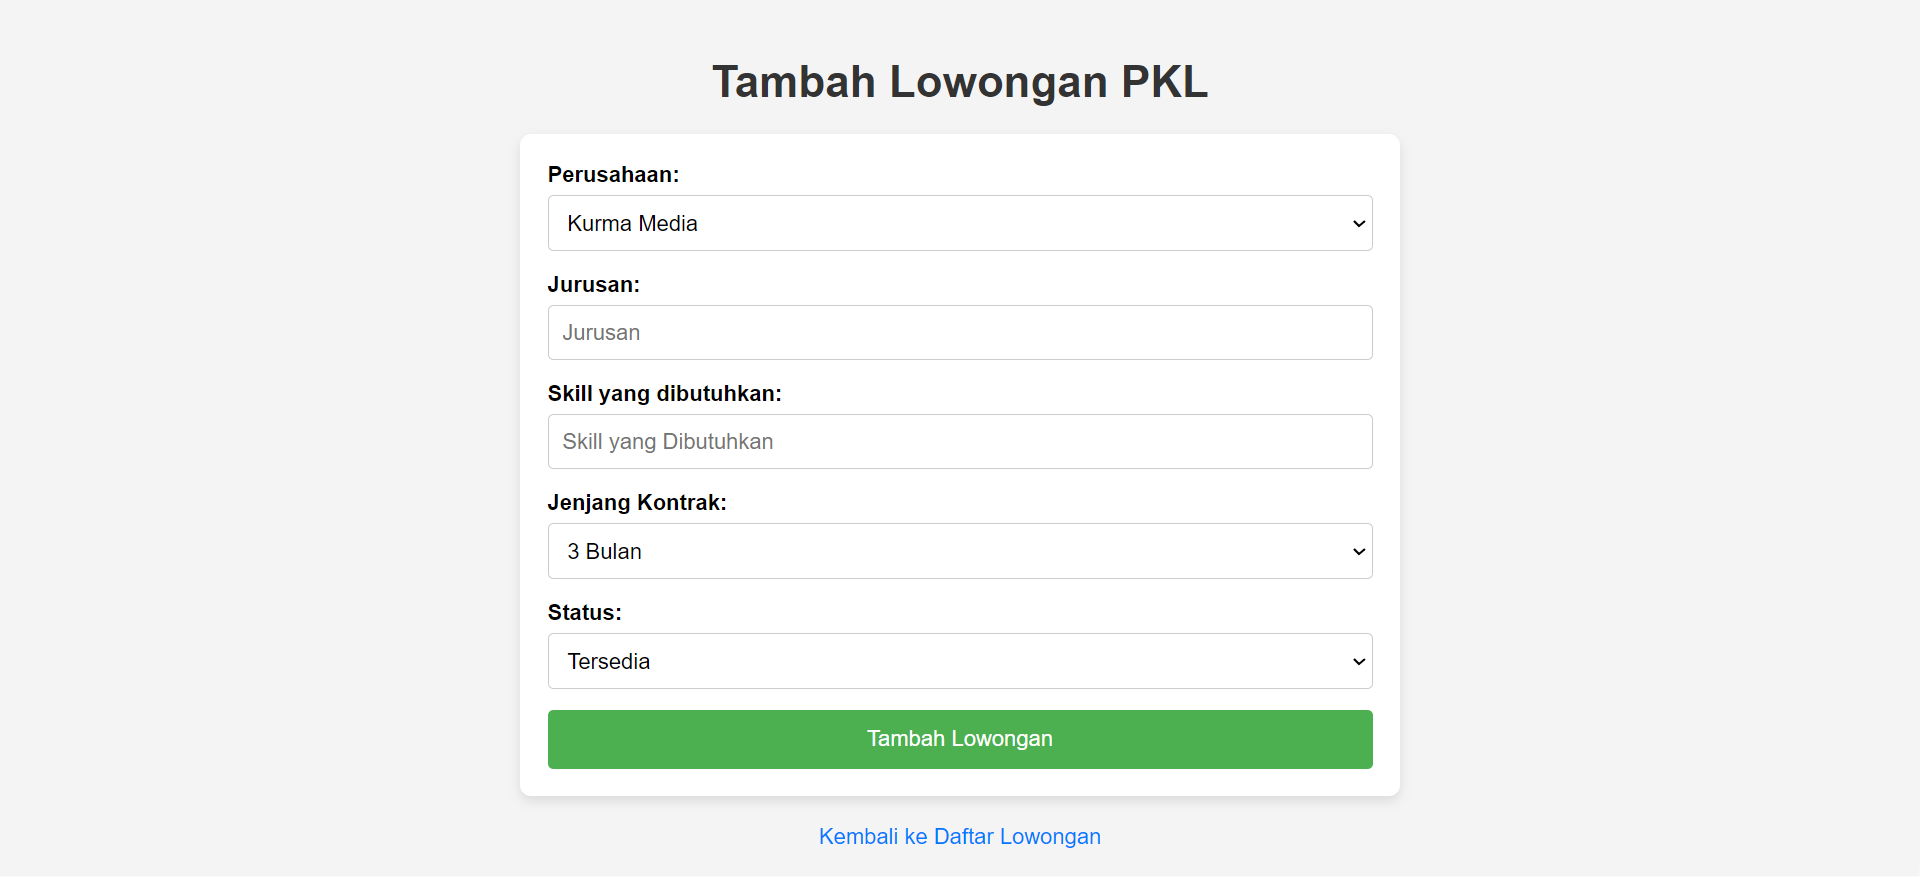 Tambah Lowongan PKL
Perusahaan:
Kurma Media
Jurusan:
Jurusan
Skill yang dibutuhkan:
Skill yang Dibutuhkan
Jenjang Kontrak:
3 Bulan
Status:
Tersedia
Tambah Lowongan
Kembali ke Daftar Lowongan